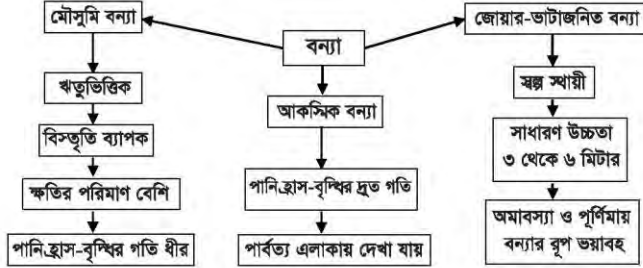 বন্যা
মৌসুমি বন্যা
ঋতুভিত্তিক
বিস্তৃতি ব্যাপক
ক্ষতির পরিমাণ বেশি
পানি-হ্রাস-বৃদ্ধির গতি ধীর
আকস্মিক বন্যা
পানি-হ্রাস-বৃদ্ধির দ্রুত গতি
পার্বত্য এলাকায় দেখা যায়
জোয়ার-ভাটাজনিত বন্যা
স্বল্প স্থায়ী
সাধারণ উচ্চতা
৩ থেকে ৬ মিটার
অমাবস্যা ও পূর্ণিমায়
বন্যার রূপ ভয়াবহ